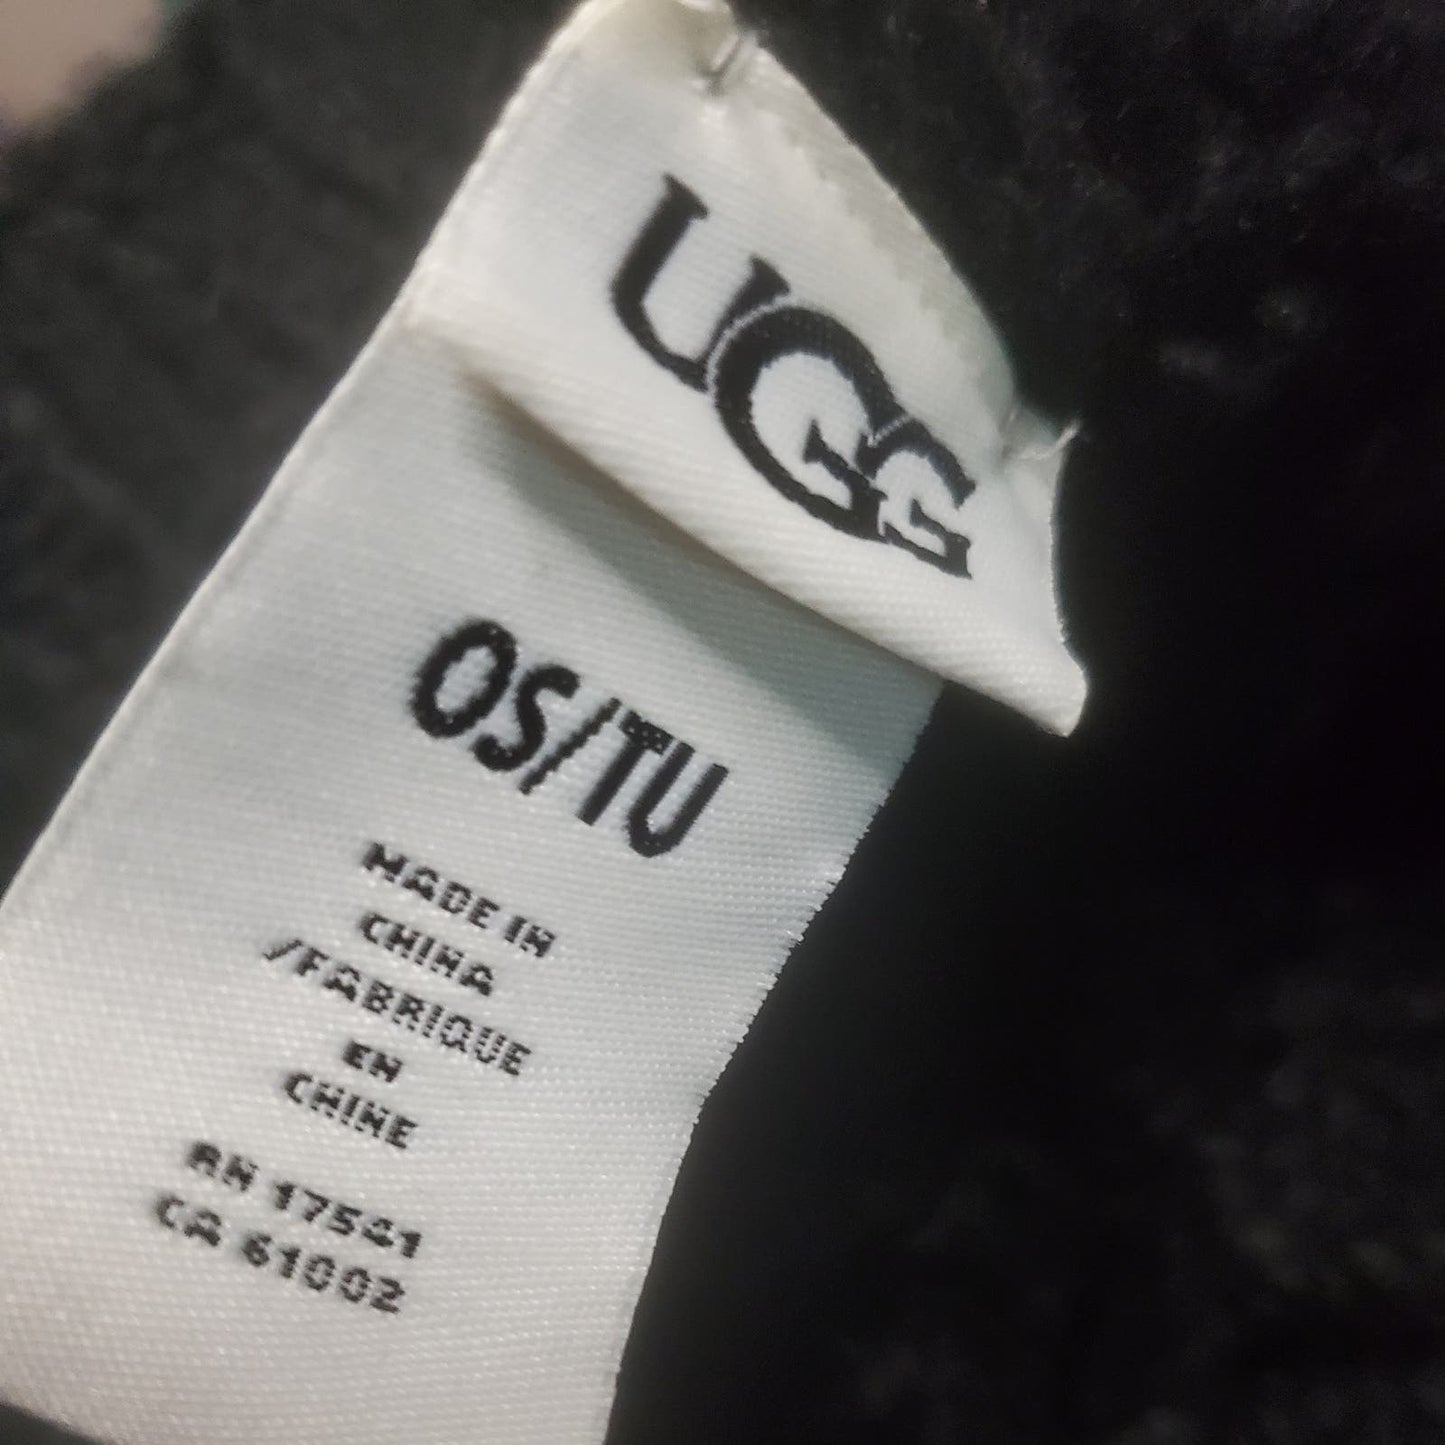 UGG
OS/TU
MADE IN
CHINA
/FABRIQUE
EN
CHINE
RN 17541
CA 61002